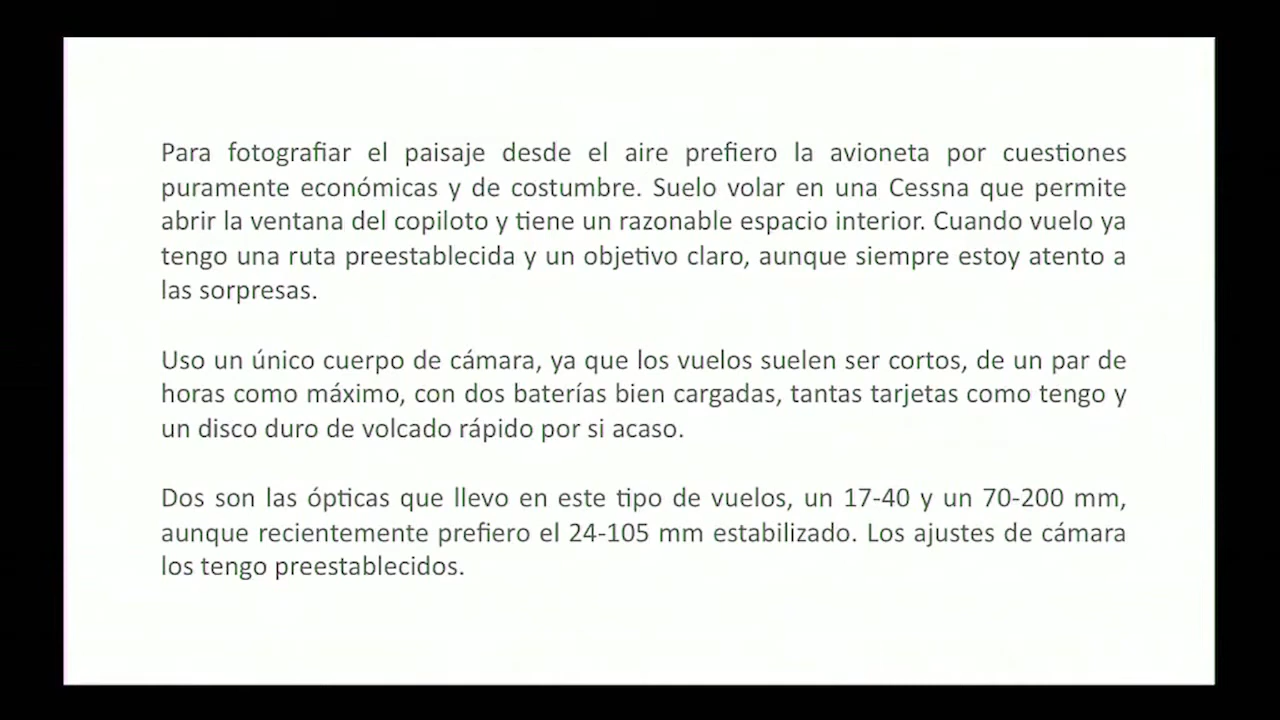 Para fotografiar el paisaje desde el aire prefiero la avioneta por cuestiones
puramente económicas y de costumbre. Suelo volar en una Cessna que permite
abrir la ventana del copiloto y tiene un razonable espacio interior. Cuando vuelo ya
tengo una ruta preestablecida y un objetivo claro, aunque siempre estoy atento a
las sorpresas.
Uso un único cuerpo de cámara, ya que los vuelos suelen ser cortos, de un par de
horas como máximo, con dos baterías bien cargadas, tantas tarjetas como tengo y
un disco duro de volcado rápido por si acaso.
Dos son las ópticas que llevo en este tipo de vuelos, un 17-40 y un 70-200 mm,
aunque recientemente prefiero el 24-105 mm estabilizado. Los ajustes de cámara
los tengo preestablecidos.